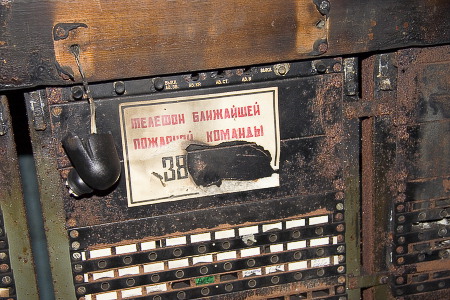 ТЕЛЕФОН БЛИЖАЙШЕЙ
ПОЖАРНОЙ КОМАНДЫ
38